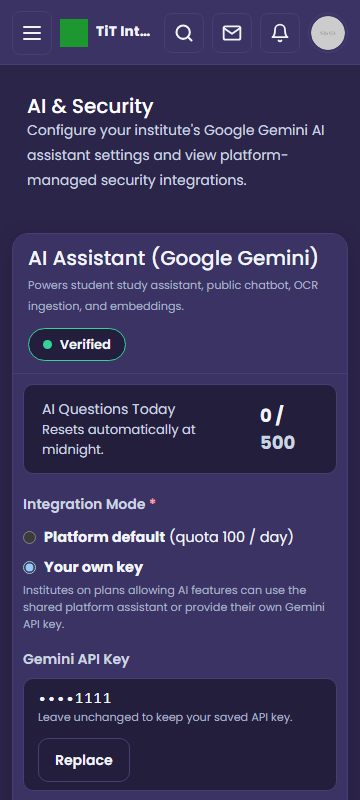 TiT Int...
AI & Security
Configure your institute's Google Gemini AI
assistant settings and view platform-
managed security integrations.
AI Assistant (Google Gemini)
Powers student study assistant, public chatbot, OCR
ingestion, and embeddings.
Verified
AI Questions Today
Resets automatically at
midnight.
0 /
500
Integration Mode *
Platform default (quota 100 / day)
Your own key
Institutes on plans allowing AI features can use the
shared platform assistant or provide their own Gemini
API key.
Gemini API Key
••••1111
Leave unchanged to keep your saved API key.
Replace